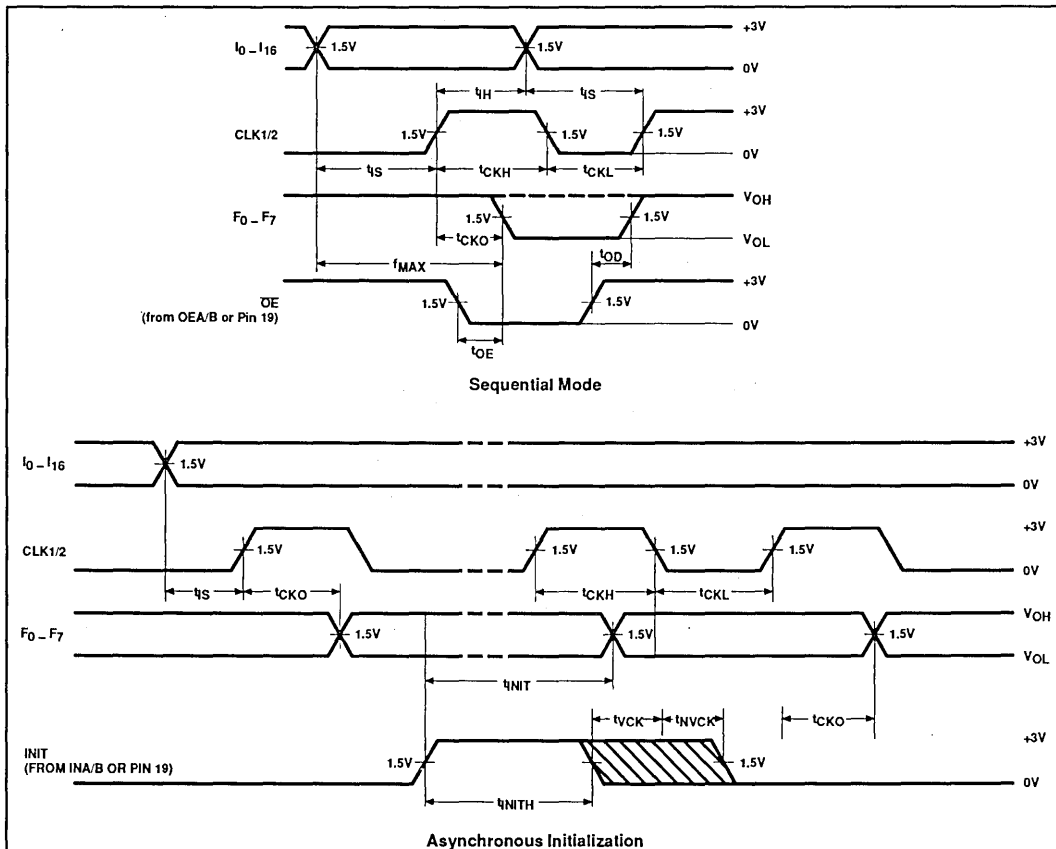 I0 – I16
1.5V
1.5V
+3V
0V
tIH
tIS
CLK1/2
1.5V
1.5V
1.5V
+3V
0V
tIS
tCKH
tCKL
F0 – F7
1.5V
1.5V
VOH
VOL
tCKO
tOD
fMAX
OE
(from OEA/B or Pin 19)
1.5V
1.5V
+3V
0V
tOE
Sequential Mode
I0 – I16
1.5V
+3V
0V
CLK1/2
1.5V
1.5V
1.5V
1.5V
+3V
0V
tIS
tCKO
tCKH
tCKL
F0 – F7
1.5V
1.5V
1.5V
VOH
VOL
tINIT
tVCK
tNVCK
tCKO
INIT
(FROM INA/B OR PIN 19)
1.5V
1.5V
+3V
0V
tINITH
Asynchronous Initialization